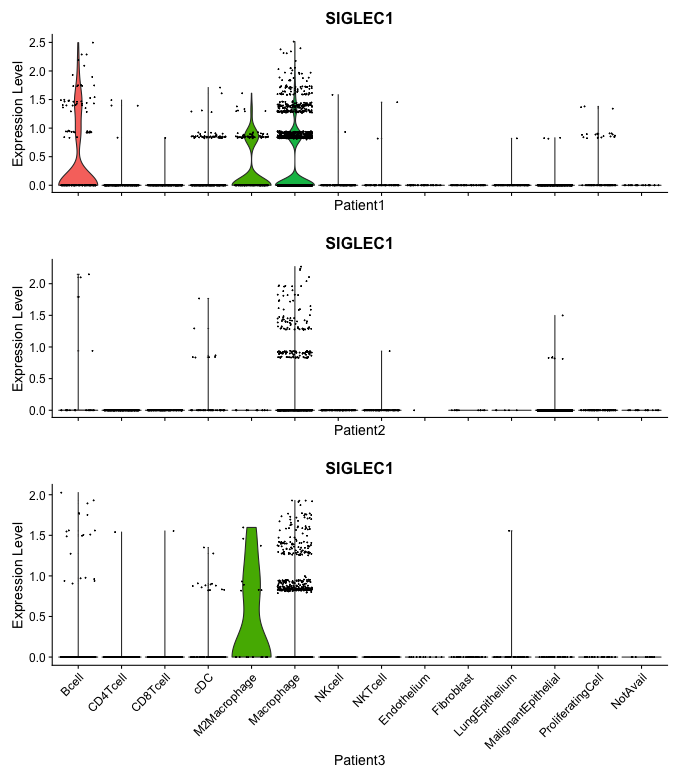 SIGLEC1
Expression Level
2.5
2.0
1.5
1.0
0.5
0.0
Patient1
SIGLEC1
Expression Level
2.0
1.5
1.0
0.5
0.0
Patient2
SIGLEC1
Expression Level
2.0
1.5
1.0
0.5
0.0
Bcell
CD4Tcell
CD8Tcell
cDC
M2Macrophage
Macrophage
NKcell
NKTcell
Endothelium
Fibroblast
LungEpithelium
MalignantEpithelial
ProliferatingCell
NotAvail
Patient3